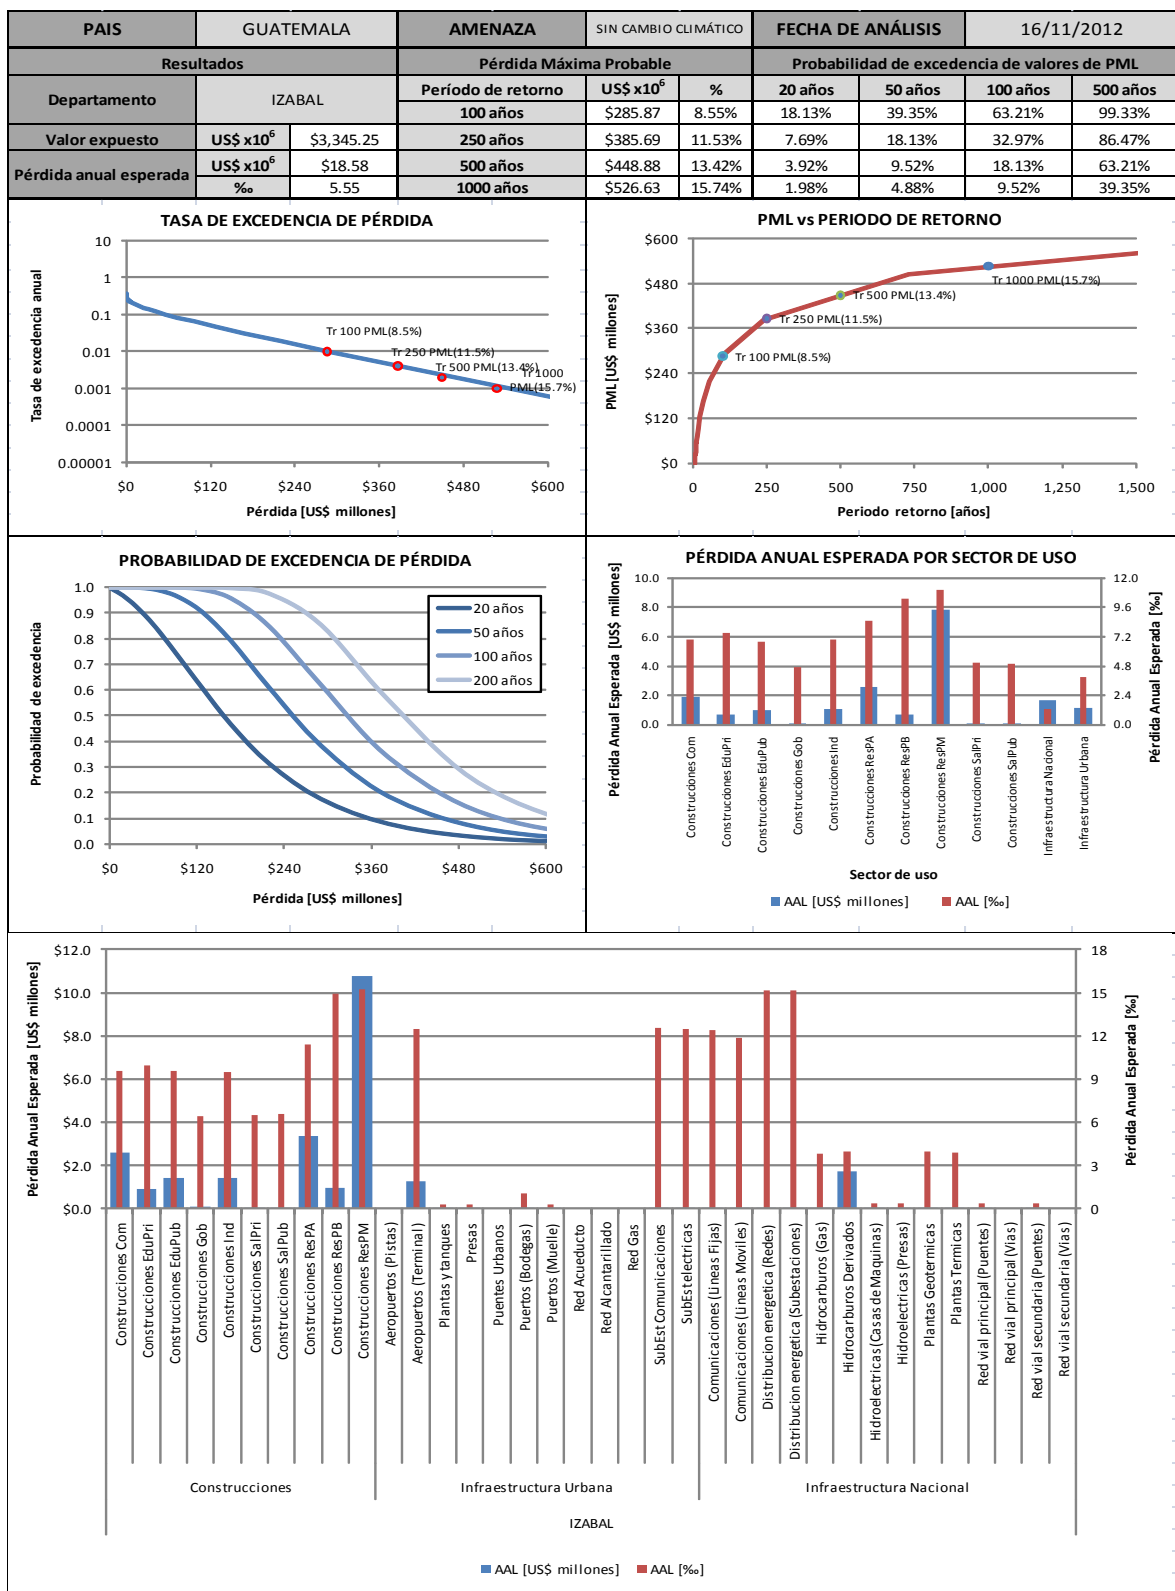 PAIS GUATEMALA AMENAZA SIN CAMBIO CLIMÁTICO FECHA DE ANÁLISIS 16/11/2012
Resultados Pérdida Máxima Probable Probabilidad de excedencia de valores de PML
Departamento IZABAL Período de retorno US$ x10⁶ % 20 años 50 años 100 años 500 años
100 años $285.87 8.55% 18.13% 39.35% 63.21% 99.33%
Valor expuesto US$ x10⁶ $3,345.25 250 años $385.69 11.53% 7.69% 18.13% 32.97% 86.47%
Pérdida anual esperada US$ x10⁶ $18.58 500 años $448.88 13.42% 3.92% 9.52% 18.13% 63.21%
‰ 5.55 1000 años $526.63 15.74% 1.98% 4.88% 9.52% 39.35%
TASA DE EXCEDENCIA DE PÉRDIDA
Tasa de excedencia anual
10
1
0.1
0.01
0.001
0.0001
0.00001
Tr 100 PML(8.5%)
Tr 250 PML(11.5%)
Tr 500 PML(13.4%)
Tr 1000
PML(15.7%)
$0 $120 $240 $360 $480 $600
Pérdida [US$ millones]
PML vs PERIODO DE RETORNO
PML [US$ millones]
$600
$480
$360
$240
$120
$0
Tr 1000 PML(15.7%)
Tr 500 PML(13.4%)
Tr 250 PML(11.5%)
Tr 100 PML(8.5%)
0 250 500 750 1,000 1,250 1,500
Periodo retorno [años]
PROBABILIDAD DE EXCEDENCIA DE PÉRDIDA
Probabilidad de excedencia
1.0
0.9
0.8
0.7
0.6
0.5
0.4
0.3
0.2
0.1
0.0
20 años
50 años
100 años
200 años
$0 $120 $240 $360 $480 $600
Pérdida [US$ millones]
PÉRDIDA ANUAL ESPERADA POR SECTOR DE USO
Pérdida Anual Esperada [US$ millones]
10.0
8.0
6.0
4.0
2.0
0.0
12.0
9.6
7.2
4.8
2.4
0.0
Pérdida Anual Esperada [‰]
Construcciones Com
Construcciones EduPri
Construcciones EduPub
Construcciones Gob
Construcciones Ind
Construcciones ResPA
Construcciones ResPB
Construcciones ResPM
Construcciones SalPri
Construcciones SalPub
Infraestructura Nacional
Infraestructura Urbana
Sector de uso
AAL [US$ millones] AAL [‰]
Pérdida Anual Esperada [US$ millones]
$12.0
$10.0
$8.0
$6.0
$4.0
$2.0
$0.0
18
15
12
9
6
3
0
Pérdida Anual Esperada [‰]
Construcciones Com
Construcciones EduPri
Construcciones EduPub
Construcciones Gob
Construcciones Ind
Construcciones SalPri
Construcciones SalPub
Construcciones ResPA
Construcciones ResPB
Construcciones ResPM
Aeropuertos (Pistas)
Aeropuertos (Terminal)
Plantas y tanques
Presas
Puentes Urbanos
Puertos (Bodegas)
Puertos (Muelle)
Red Acueducto
Red Alcantarillado
Red Gas
SubEst Comunicaciones
SubEst electricas
Comunicaciones (Lineas Fijas)
Comunicaciones (Lineas Moviles)
Distribucion energetica (Redes)
Distribucion energetica (Subestaciones)
Hidrocarburos (Gas)
Hidrocarburos Derivados
Hidroelectricas (Casas de Maquinas)
Hidroelectricas (Presas)
Plantas Geotermicas
Plantas Termicas
Red vial principal (Puentes)
Red vial principal (Vias)
Red vial secundaria (Puentes)
Red vial secundaria (Vias)
Construcciones Infraestructura Urbana Infraestructura Nacional
IZABAL
AAL [US$ millones] AAL [‰]